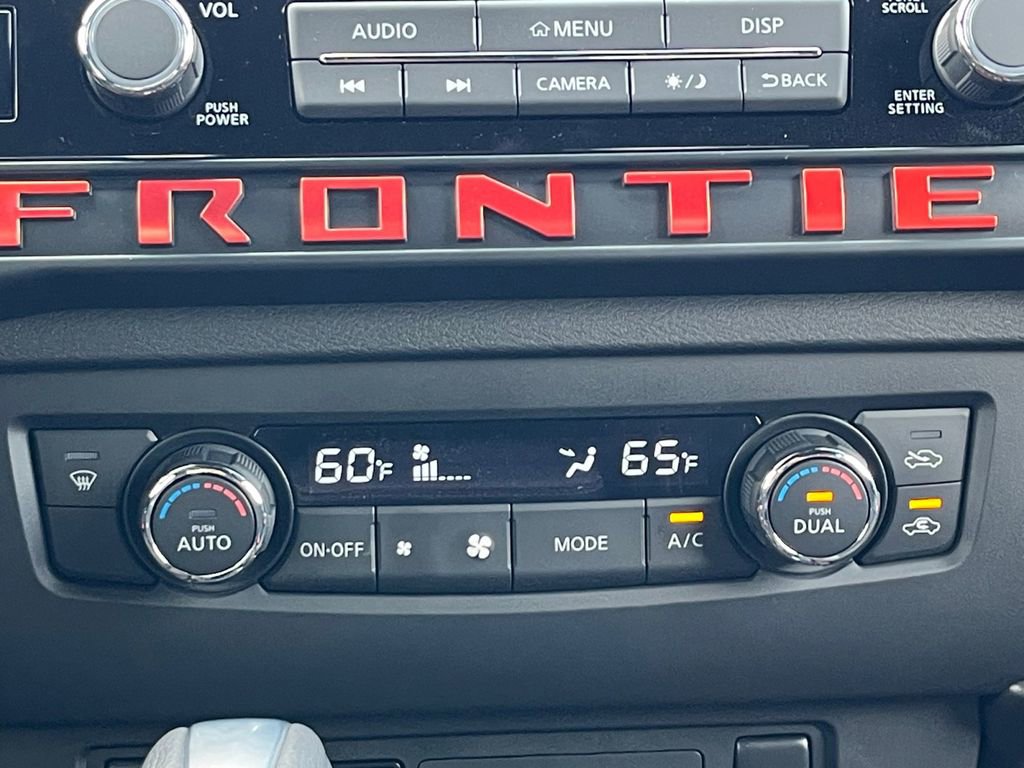 VOL
AUDIO
MENU
DISP
SCROLL
CAMERA
BACK
PUSH
POWER
ENTER
SETTING
FRONTIE
60°F
65°F
PUSH
AUTO
ON·OFF
MODE
A/C
PUSH
DUAL